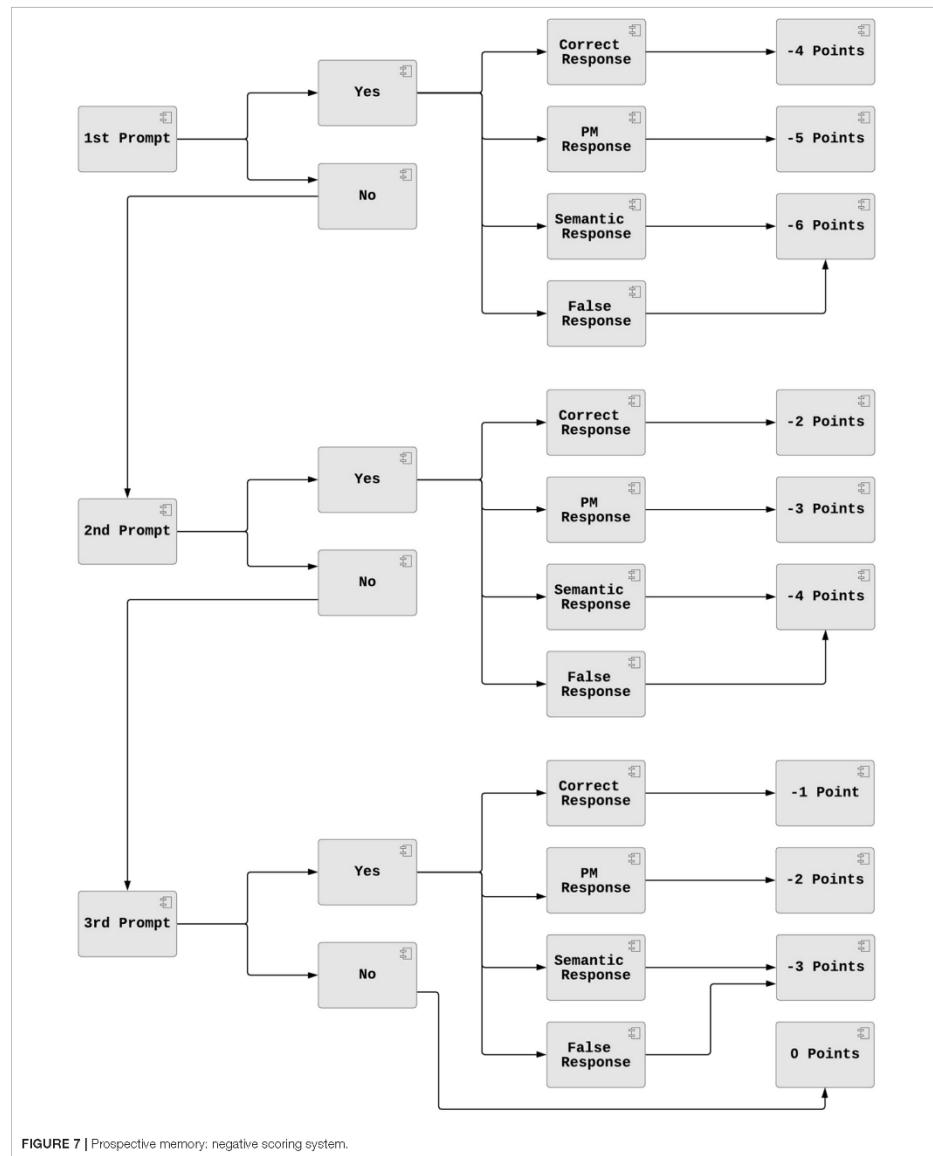 Correct
Response
-4 Points
Yes
1st Prompt
PM
Response
-5 Points
No
Semantic
Response
-6 Points
False
Response
Correct
Response
-2 Points
Yes
2nd Prompt
PM
Response
-3 Points
No
Semantic
Response
-4 Points
False
Response
Correct
Response
-1 Point
Yes
3rd Prompt
PM
Response
-2 Points
No
Semantic
Response
-3 Points
False
Response
0 Points
FIGURE 7 | Prospective memory: negative scoring system.